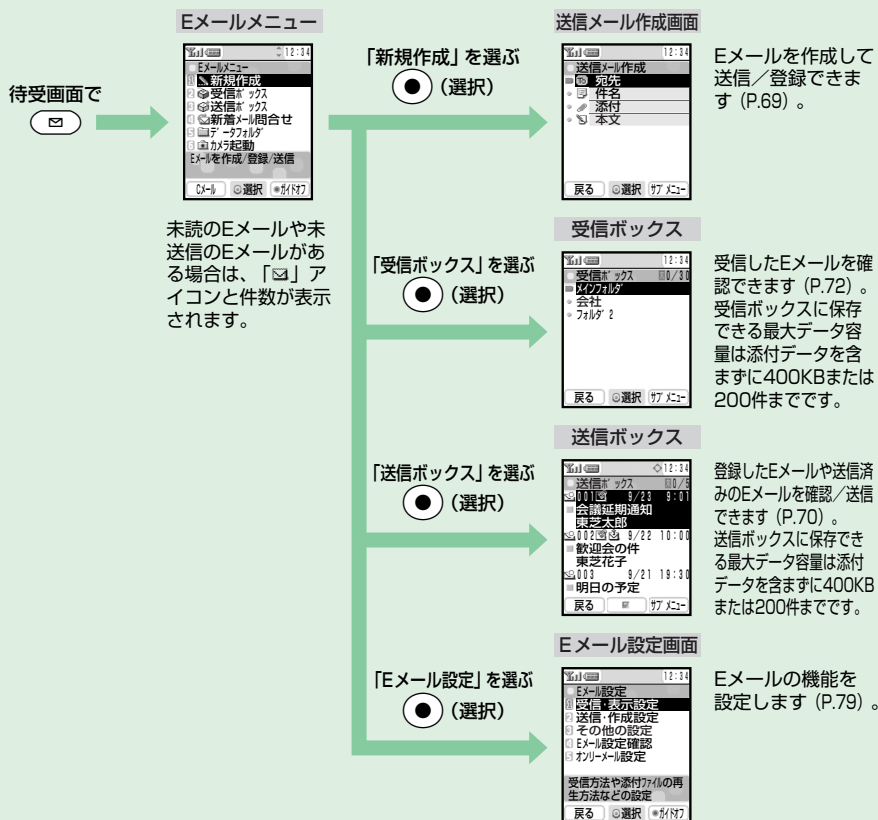 Eメールメニュー
12:34
Eメールメニュー
1 新規作成
2 受信ボックス
3 送信ボックス
4 新着メール問合せ
5 データフォルダ
6 カメラ起動
Eメールを作成/登録/送信
Cメール 選択 ガイドオフ
待受画面で
未読のEメールや未
送信のEメールがあ
る場合は、「✉」ア
イコンと件数が表示
されます。
「新規作成」を選ぶ
(選択)
送信メール作成画面
12:34
送信メール作成
宛先
件名
添付
本文
戻る 選択 サブメニュー
Eメールを作成して
送信/登録できま
す (P.69) 。
「受信ボックス」を選ぶ
(選択)
受信ボックス
12:34
受信ボックス 0/30
メインフォルダ
会社
フォルダ 2
戻る 選択 サブメニュー
受信したEメールを確
認できます (P.72) 。
受信ボックスに保存
できる最大データ容
量は添付データを含
まずに400KBまたは
200件までです。
「送信ボックス」を選ぶ
(選択)
送信ボックス
12:34
送信ボックス 0/5
001 9/23 9:01
会議延期通知
東芝太郎
002 9/22 10:00
歓迎会の件
東芝花子
003 9/21 19:30
明日の予定
戻る サブメニュー
登録したEメールや送信済
みのEメールを確認/送信
できます (P.70) 。
送信ボックスに保存でき
る最大データ容量は添付
データを含まずに400KB
または200件までです。
「Eメール設定」を選ぶ
(選択)
Eメール設定画面
12:34
Eメール設定
1 受信・表示設定
2 送信・作成設定
3 その他の設定
4 Eメール設定確認
5 オンリーメール設定
受信方法や添付ファイルの再
生方法などの設定
戻る 選択 ガイドオフ
Eメールの機能を
設定します (P.79) 。